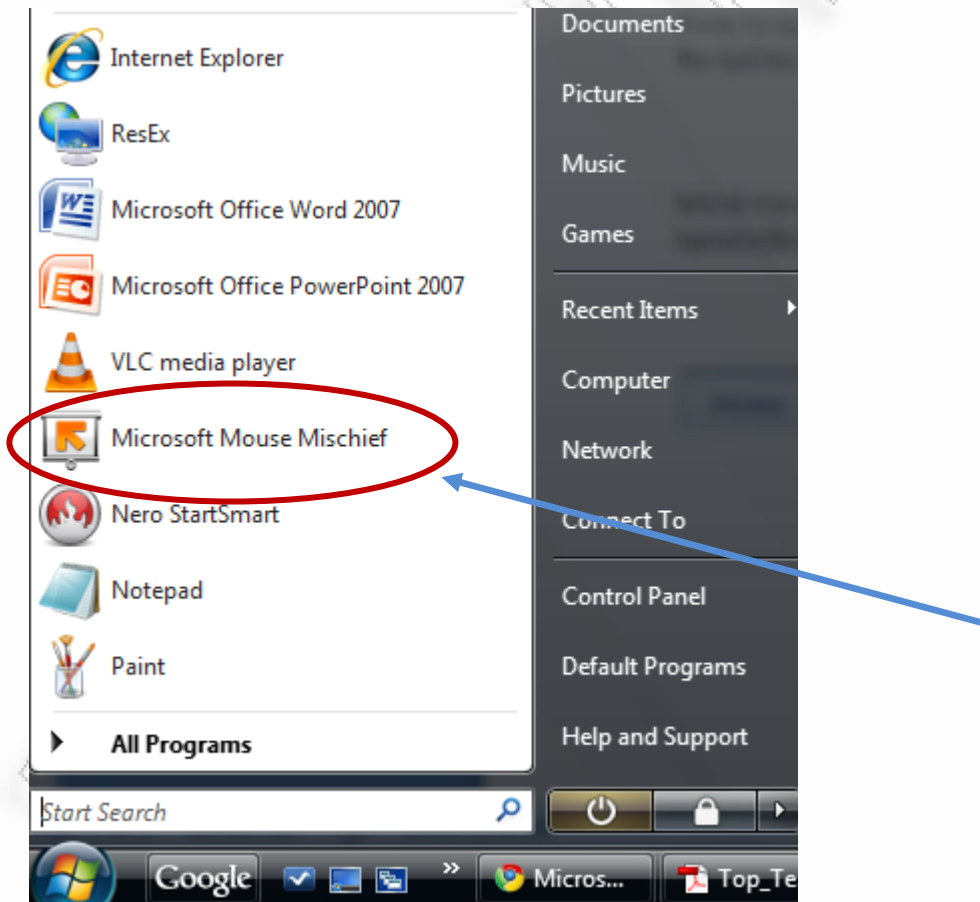 Internet Explorer
ResEx
Microsoft Office Word 2007
Microsoft Office PowerPoint 2007
VLC media player
Microsoft Mouse Mischief
Nero StartSmart
Notepad
Paint
All Programs
Start Search
Documents
Pictures
Music
Games
Recent Items
Computer
Network
Connect To
Control Panel
Default Programs
Help and Support
Google
Micros...
Top_Te